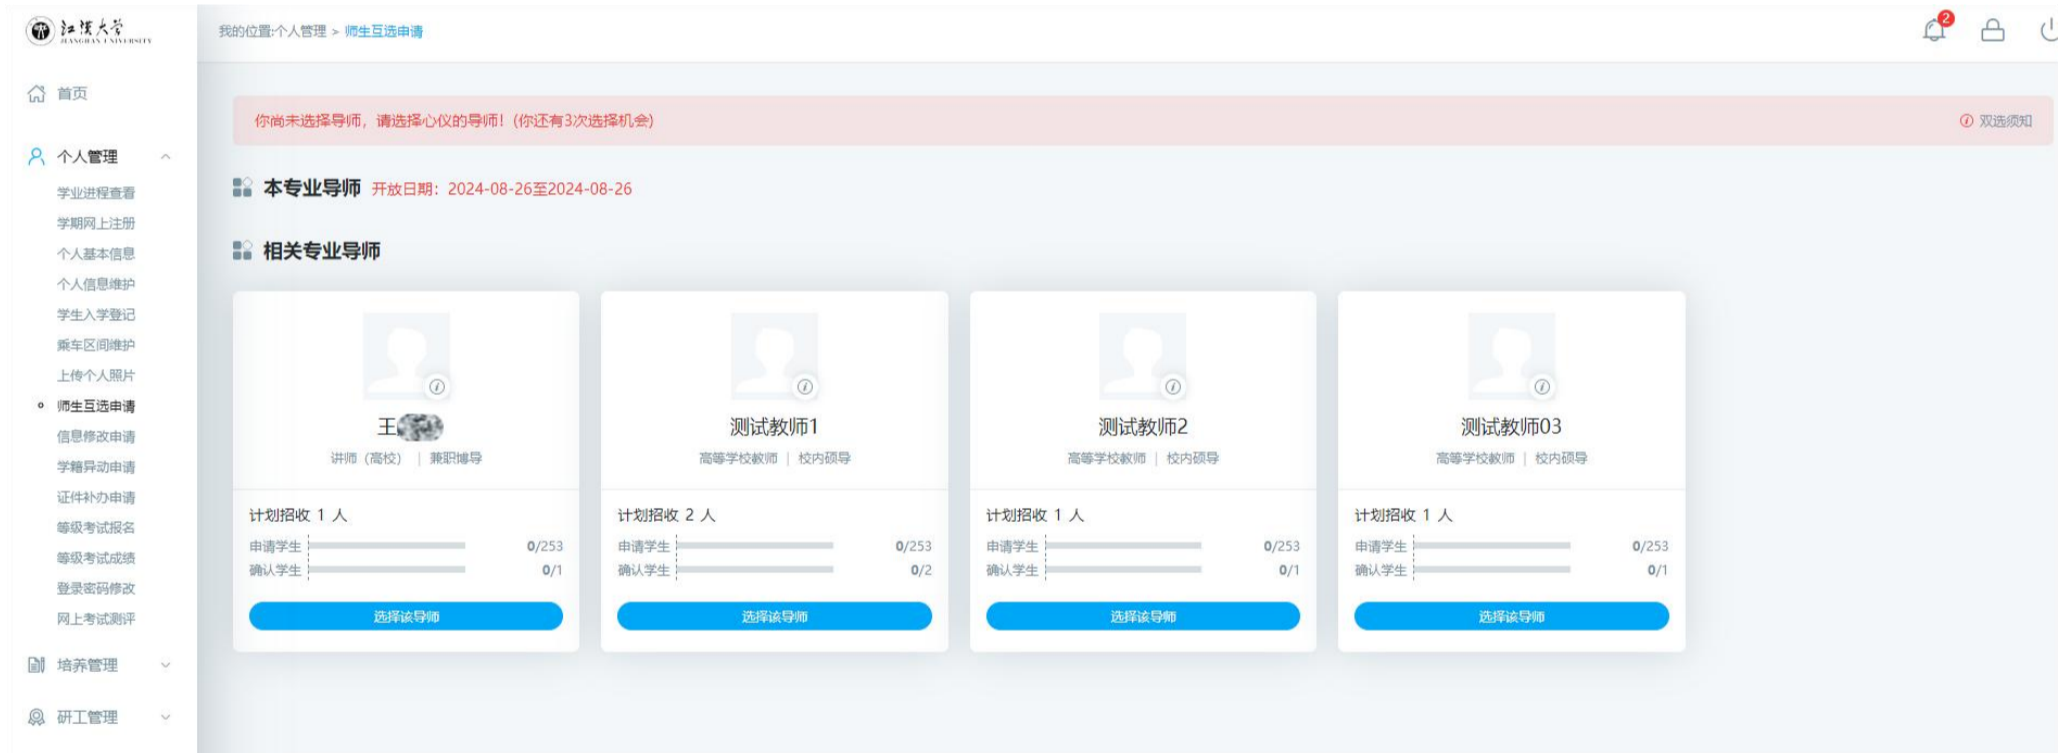 江汉大学
JIANGHAN UNIVERSITY
我的位置:个人管理 > 师生互选申请
2
首页
个人管理
学业进程查看
学期网上注册
个人基本信息
个人信息维护
学生入学登记
乘车区间维护
上传个人照片
师生互选申请
信息修改申请
学籍异动申请
证件补办申请
等级考试报名
等级考试成绩
登录密码修改
网上考试测评
培养管理
研工管理
你尚未选择导师，请选择心仪的导师！(你还有3次选择机会)
双选须知
本专业导师 开放日期：2024-08-26至2024-08-26
相关专业导师
王
讲师（高校） | 兼职博导
计划招收 1 人
申请学生 0/253
确认学生 0/1
选择该导师
测试教师1
高等学校教师 | 校内硕导
计划招收 2 人
申请学生 0/253
确认学生 0/2
选择该导师
测试教师2
高等学校教师 | 校内硕导
计划招收 1 人
申请学生 0/253
确认学生 0/1
选择该导师
测试教师03
高等学校教师 | 校内硕导
计划招收 1 人
申请学生 0/253
确认学生 0/1
选择该导师